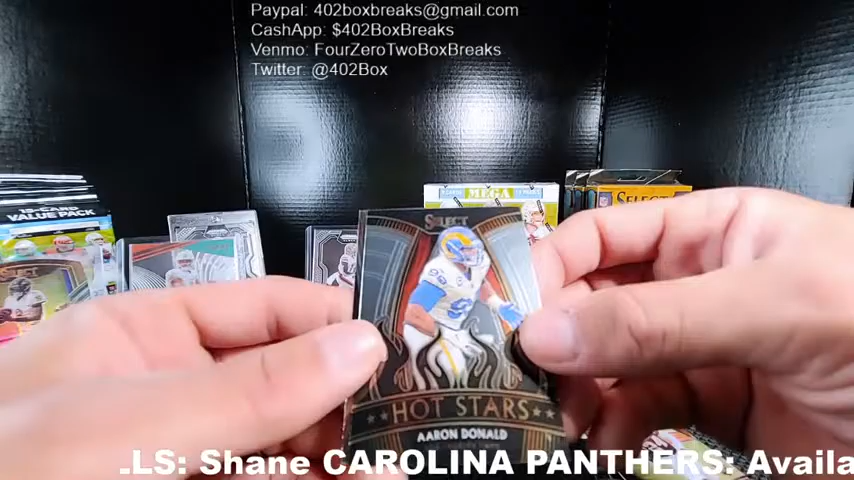 Paypal: 402boxbreaks@gmail.com
CashApp: $402BoxBreaks
Venmo: FourZeroTwoBoxBreaks
Twitter: @402Box
MEGA
SELECT
VALUE PACK
SELECT
HOT STARS
AARON DONALD
.LS: Shane CAROLINA PANTHERS: Availa